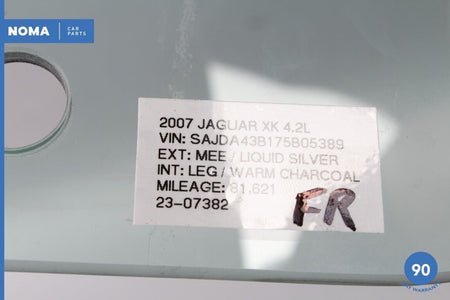 NOMA CAR PARTS
2007 JAGUAR XK 4.2L
VIN: SAJDA43B175B05389
EXT: MEE / LIQUID SILVER
INT: LEG / WARM CHARCOAL
MILEAGE: 81,621
23-07382
FR
90